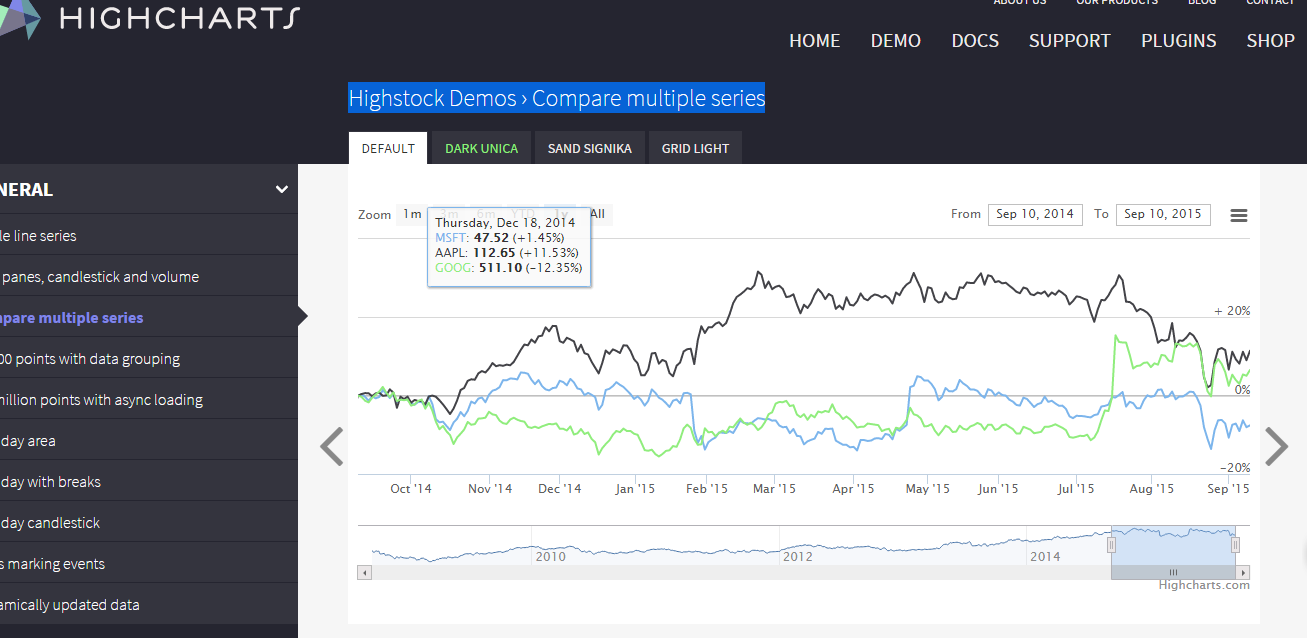 HIGHCHARTS
ABOUT US OUR PRODUCTS BLOG CONTACT
HOME DEMO DOCS SUPPORT PLUGINS SHOP
Highstock Demos › Compare multiple series
DEFAULT DARK UNICA SAND SIGNIKA GRID LIGHT
NERAL
le line series
panes, candlestick and volume
pare multiple series
00 points with data grouping
million points with async loading
day area
day with breaks
day candlestick
s marking events
amically updated data
Zoom 1m 3m 6m YTD 1y All
From Sep 10, 2014 To Sep 10, 2015
Thursday, Dec 18, 2014
MSFT: 47.52 (+1.45%)
AAPL: 112.65 (+11.53%)
GOOG: 511.10 (-12.35%)
+ 20%
0%
-20%
Oct '14 Nov '14 Dec '14 Jan '15 Feb '15 Mar '15 Apr '15 May '15 Jun '15 Jul '15 Aug '15 Sep '15
2010 2012 2014
Highcharts.com